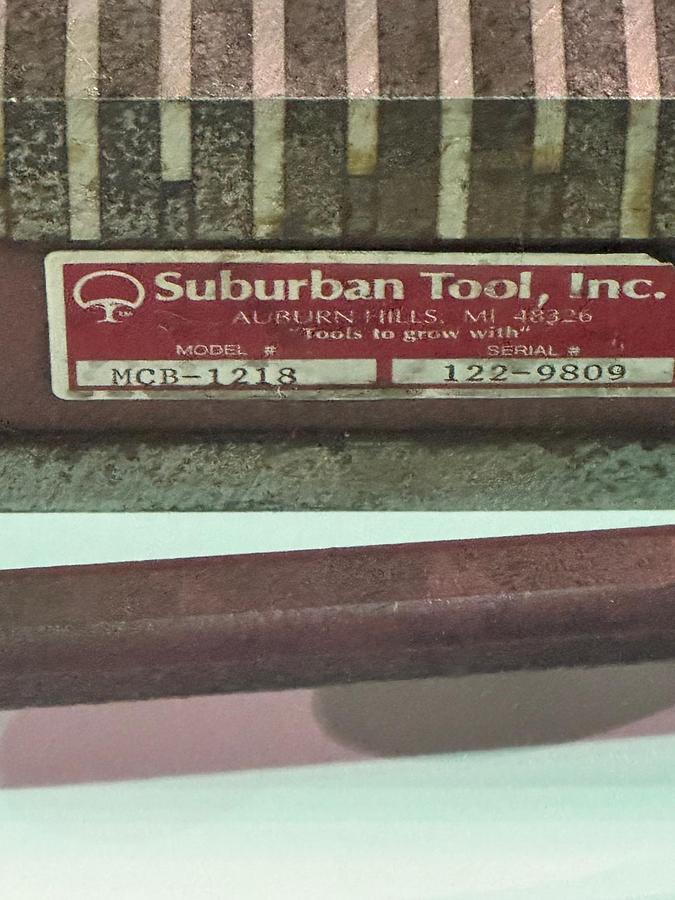 Suburban Tool, Inc.
AUBURN HILLS, MI 48326
"Tools to grow with"
MODEL # SERIAL #
MCB-1218 122-9809